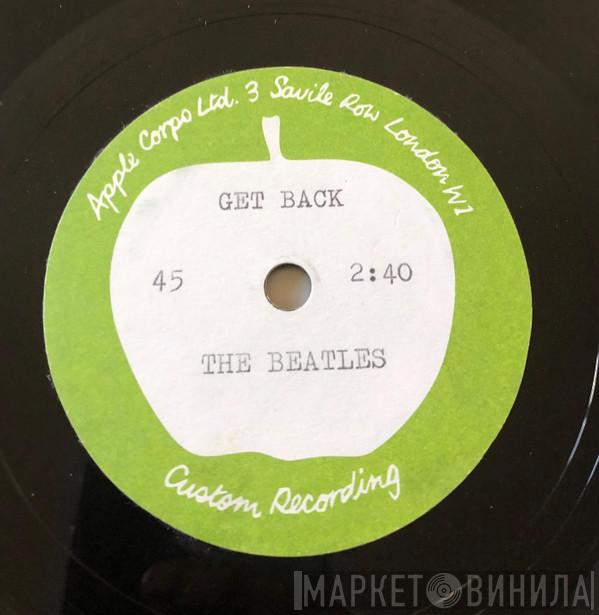 Apple Corps Ltd. 3 Savile Row London W1
GET BACK
45 2:40
THE BEATLES
Custom Recording
МАРКЕТ ВИНИЛА